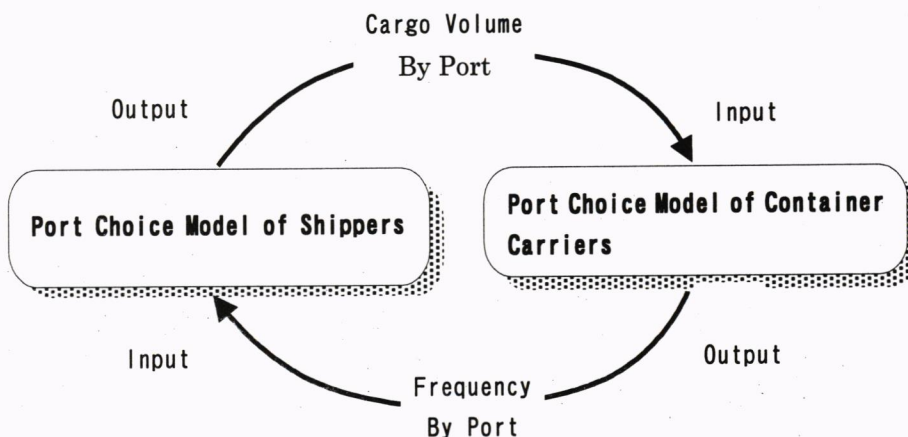 Cargo Volume
By Port
Output
Input
Port Choice Model of Shippers
Port Choice Model of Container
Carriers
Input
Output
Frequency
By Port